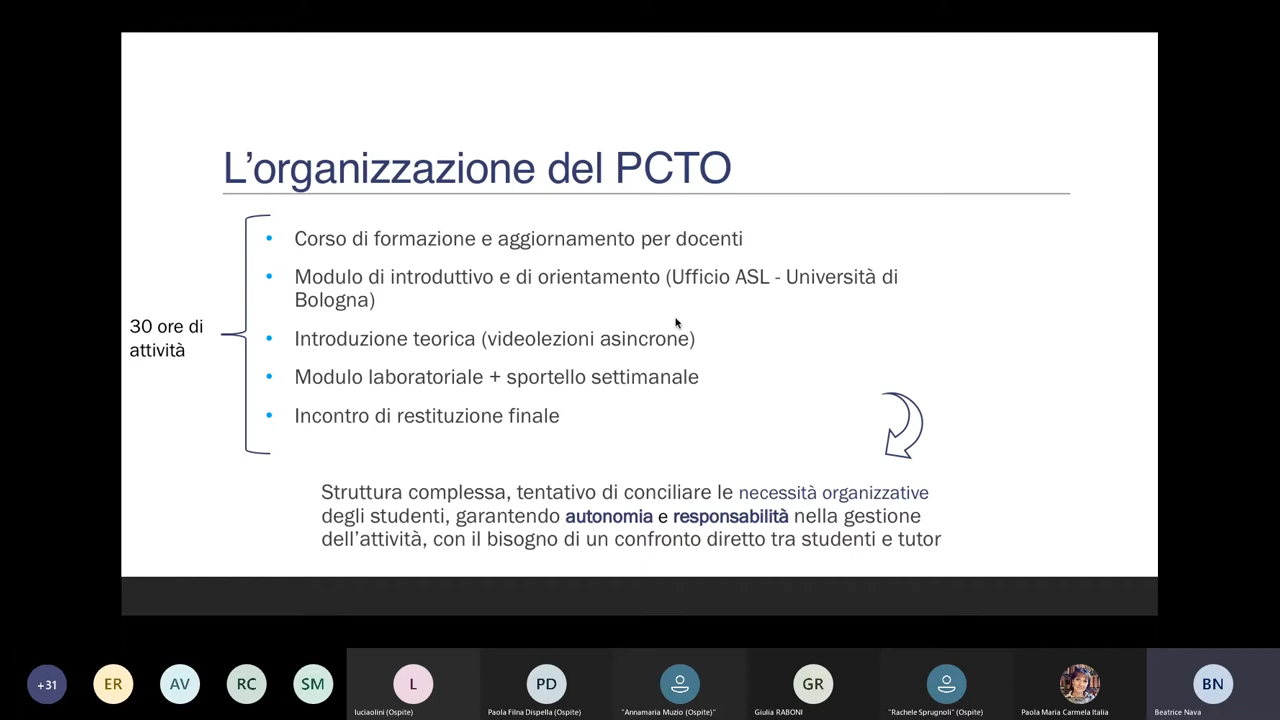 L'organizzazione del PCTO
30 ore di
attività
• Corso di formazione e aggiornamento per docenti
• Modulo di introduttivo e di orientamento (Ufficio ASL - Università di
Bologna)
• Introduzione teorica (videolezioni asincrone)
• Modulo laboratoriale + sportello settimanale
• Incontro di restituzione finale
Struttura complessa, tentativo di conciliare le necessità organizzative
degli studenti, garantendo autonomia e responsabilità nella gestione
dell'attività, con il bisogno di un confronto diretto tra studenti e tutor
+31
ER
AV
RC
SM
L
PD
GR
BN
luciaolini (Ospite)
Paola Filna Dispella (Ospite)
"Annamaria Muzio (Ospite)"
Giulia RABONI
"Rachele Sprugnoli" (Ospite)
Paola Maria Carmela Italia
Beatrice Nava